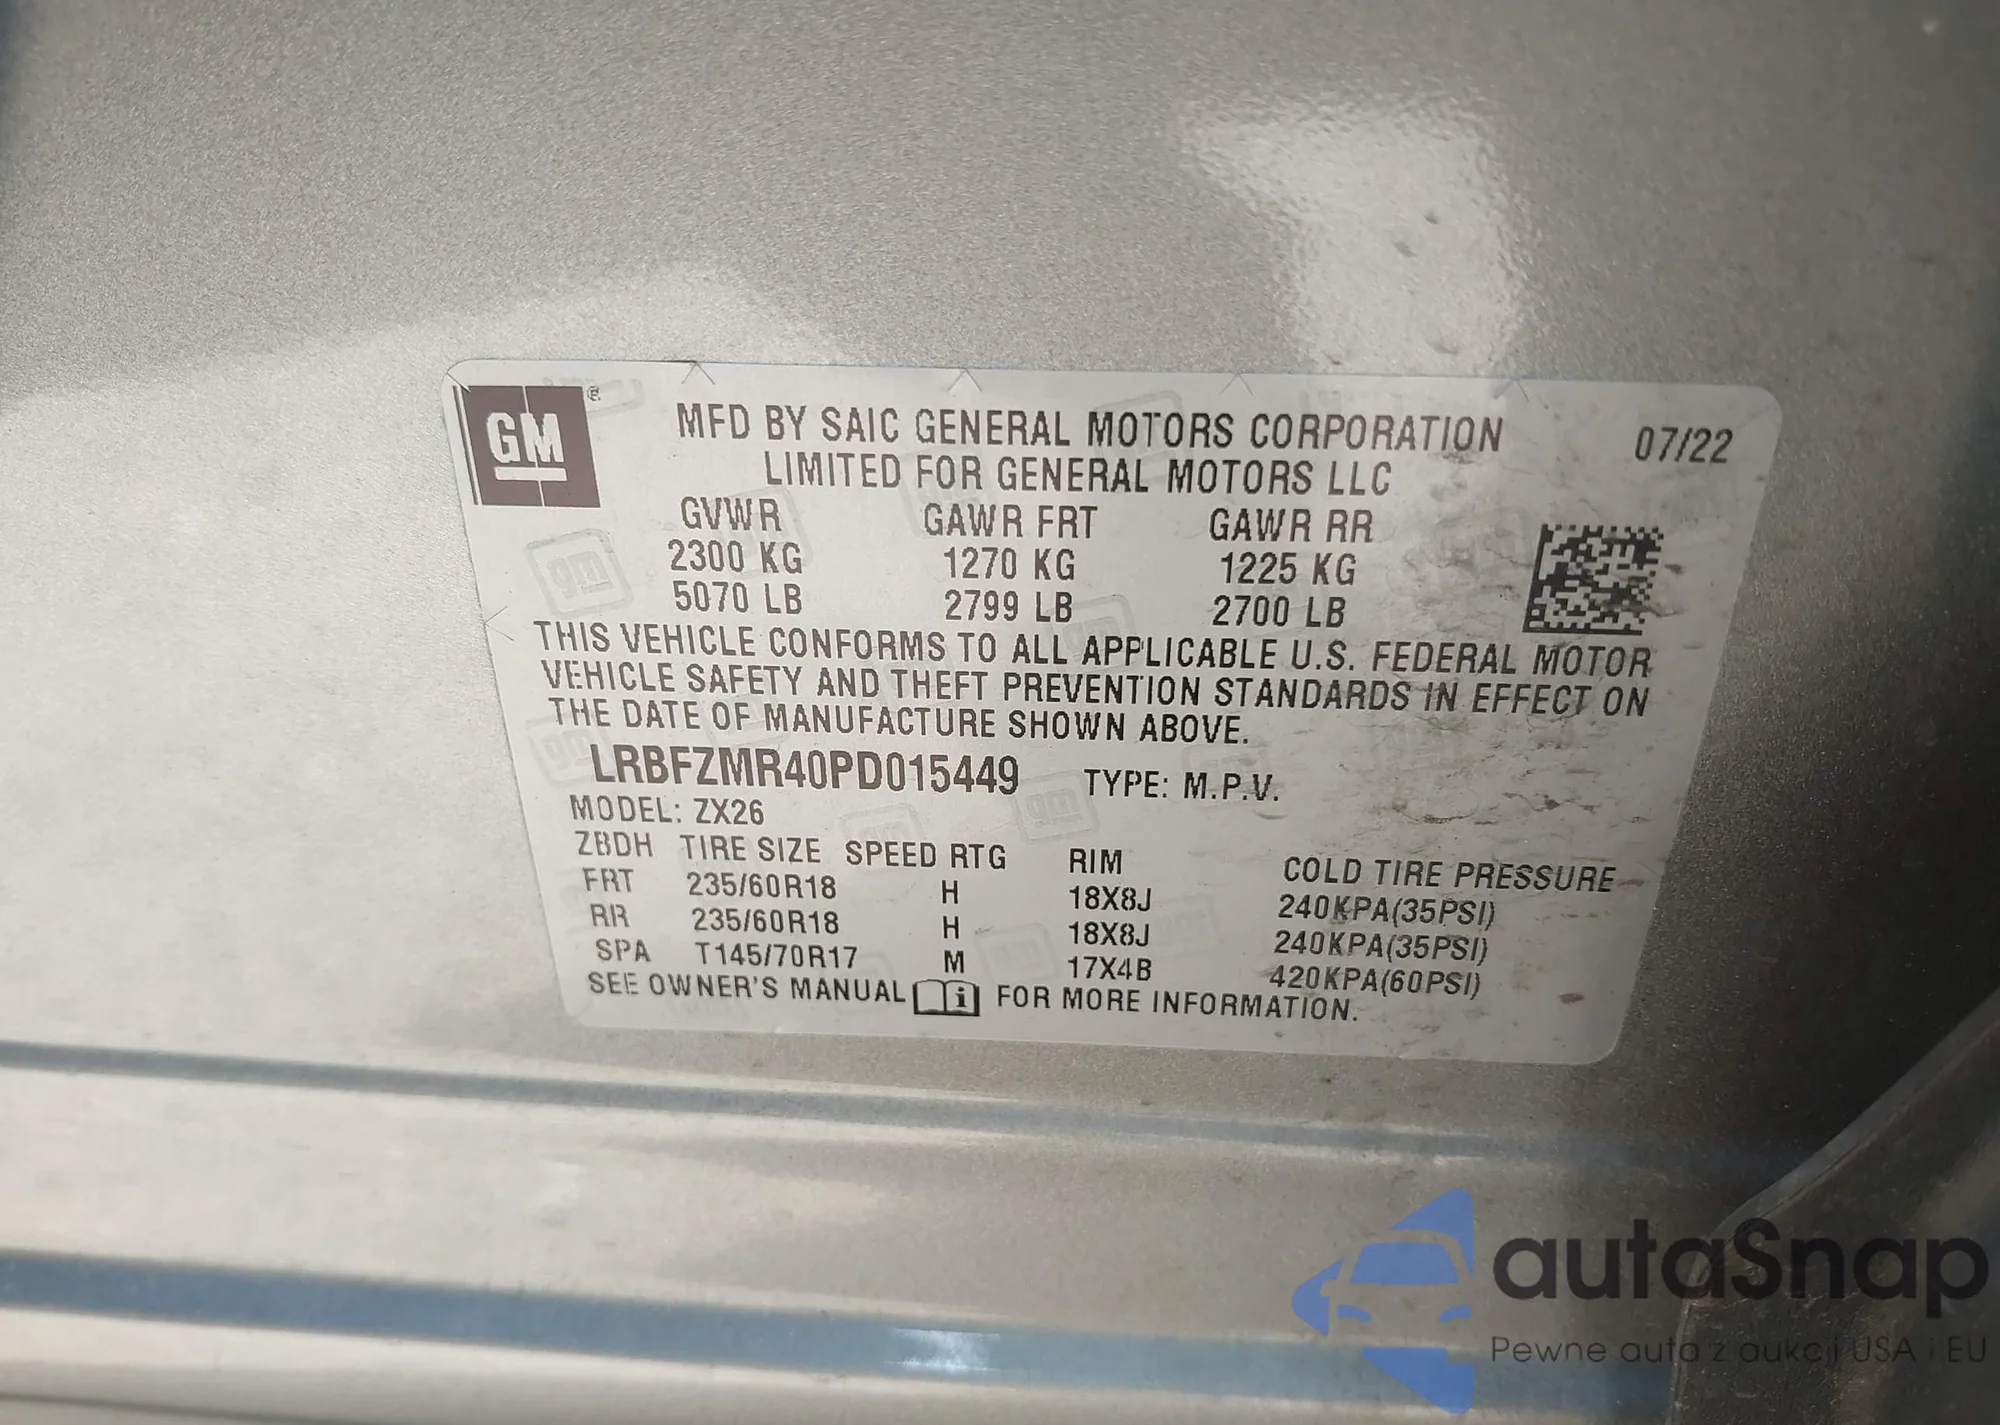 GM ®
MFD BY SAIC GENERAL MOTORS CORPORATION 07/22
LIMITED FOR GENERAL MOTORS LLC
GVWR GAWR FRT GAWR RR
2300 KG 1270 KG 1225 KG
5070 LB 2799 LB 2700 LB
THIS VEHICLE CONFORMS TO ALL APPLICABLE U.S. FEDERAL MOTOR
VEHICLE SAFETY AND THEFT PREVENTION STANDARDS IN EFFECT ON
THE DATE OF MANUFACTURE SHOWN ABOVE.
LRBFZMR40PD015449 TYPE: M.P.V.
MODEL: ZX26
ZBDH TIRE SIZE SPEED RTG RIM COLD TIRE PRESSURE
FRT 235/60R18 H 18X8J 240KPA(35PSI)
RR 235/60R18 H 18X8J 240KPA(35PSI)
SPA T145/70R17 M 17X4B 420KPA(60PSI)
SEE OWNER'S MANUAL i FOR MORE INFORMATION.
autaSnap
Pewne auta z aukcji USA i EU